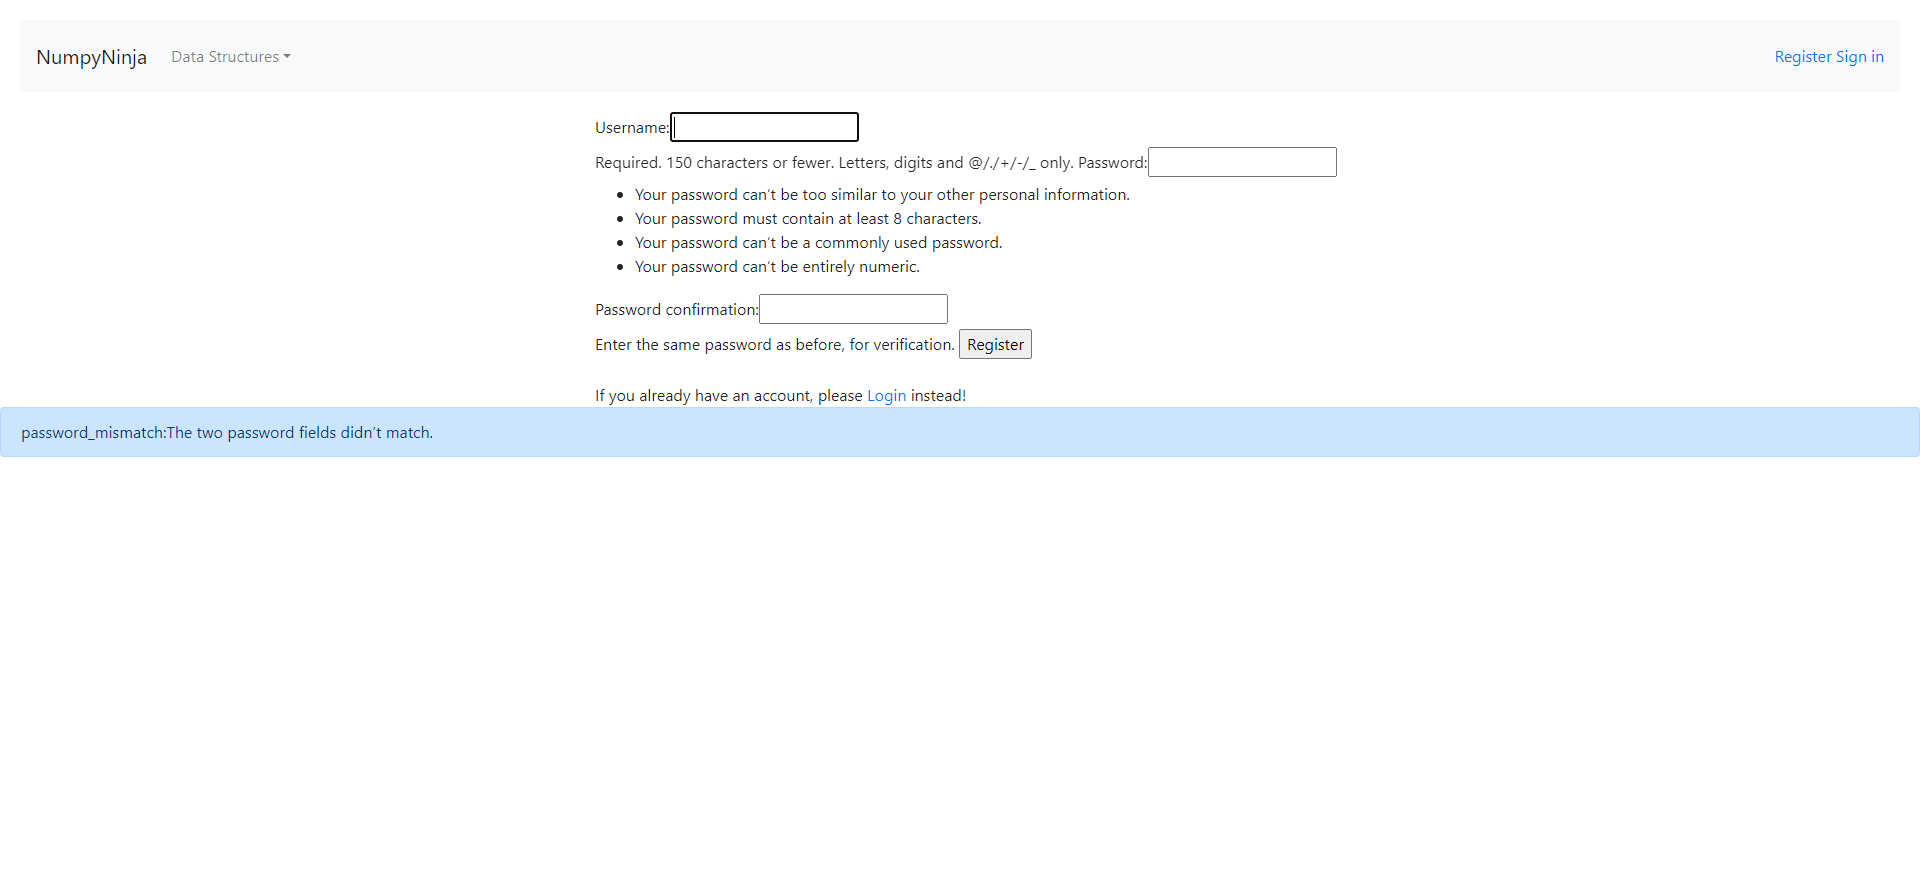 NumpyNinja Data Structures Register Sign in
Username:
Required. 150 characters or fewer. Letters, digits and @/./+/-/_ only. Password:
Your password can’t be too similar to your other personal information.
Your password must contain at least 8 characters.
Your password can’t be a commonly used password.
Your password can’t be entirely numeric.
Password confirmation:
Enter the same password as before, for verification. Register
If you already have an account, please Login instead!
password_mismatch:The two password fields didn’t match.